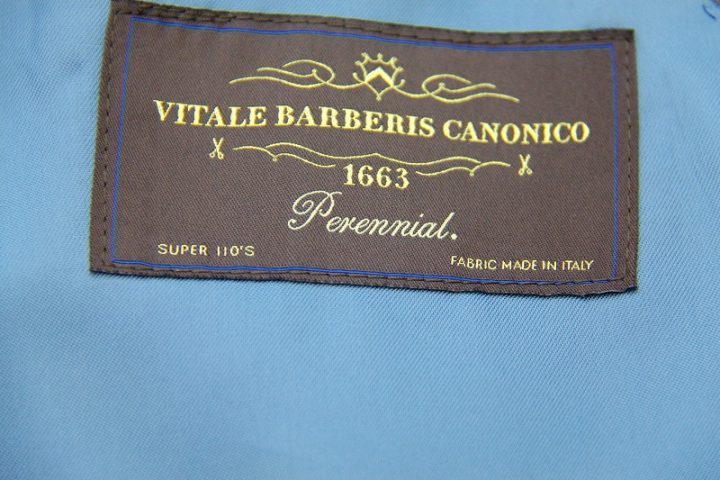 VITALE BARBERIS CANONICO
1663
Perennial.
SUPER 110'S
FABRIC MADE IN ITALY